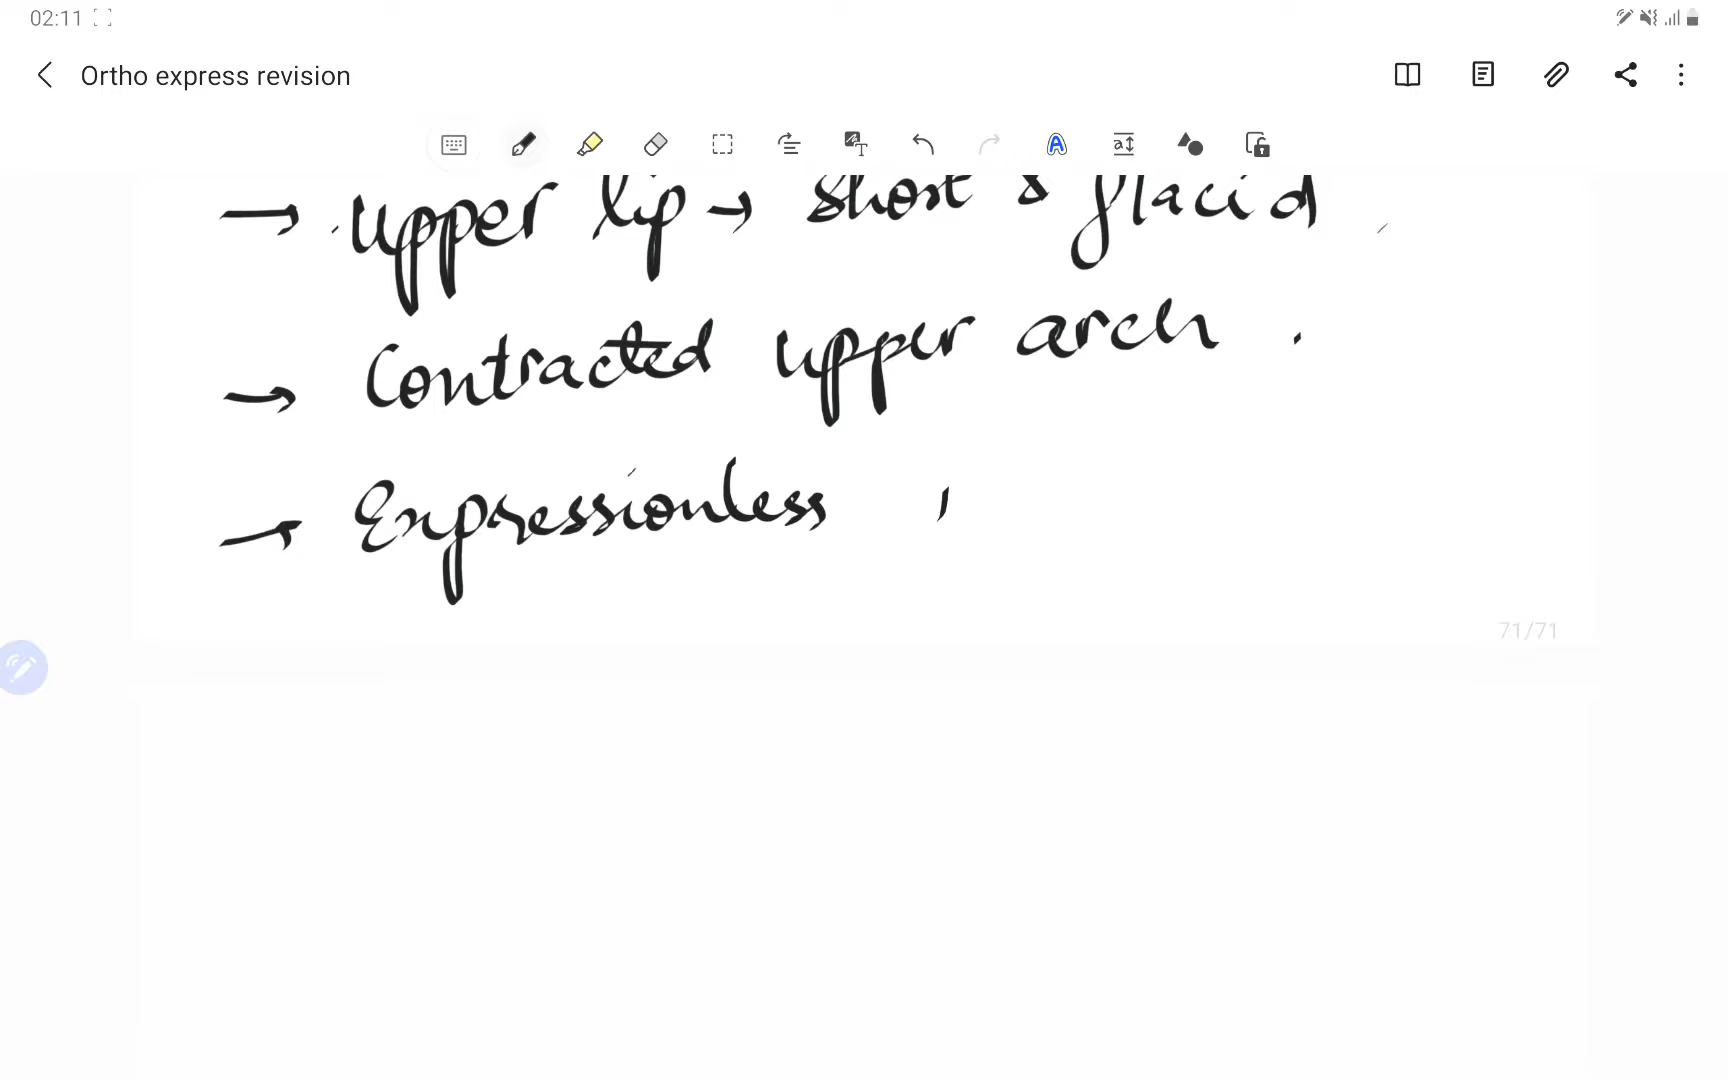 02:11
Ortho express revision
→ Upper lip → Short & flacid
→ Contracted upper arch .
→ Expressionless
71/71